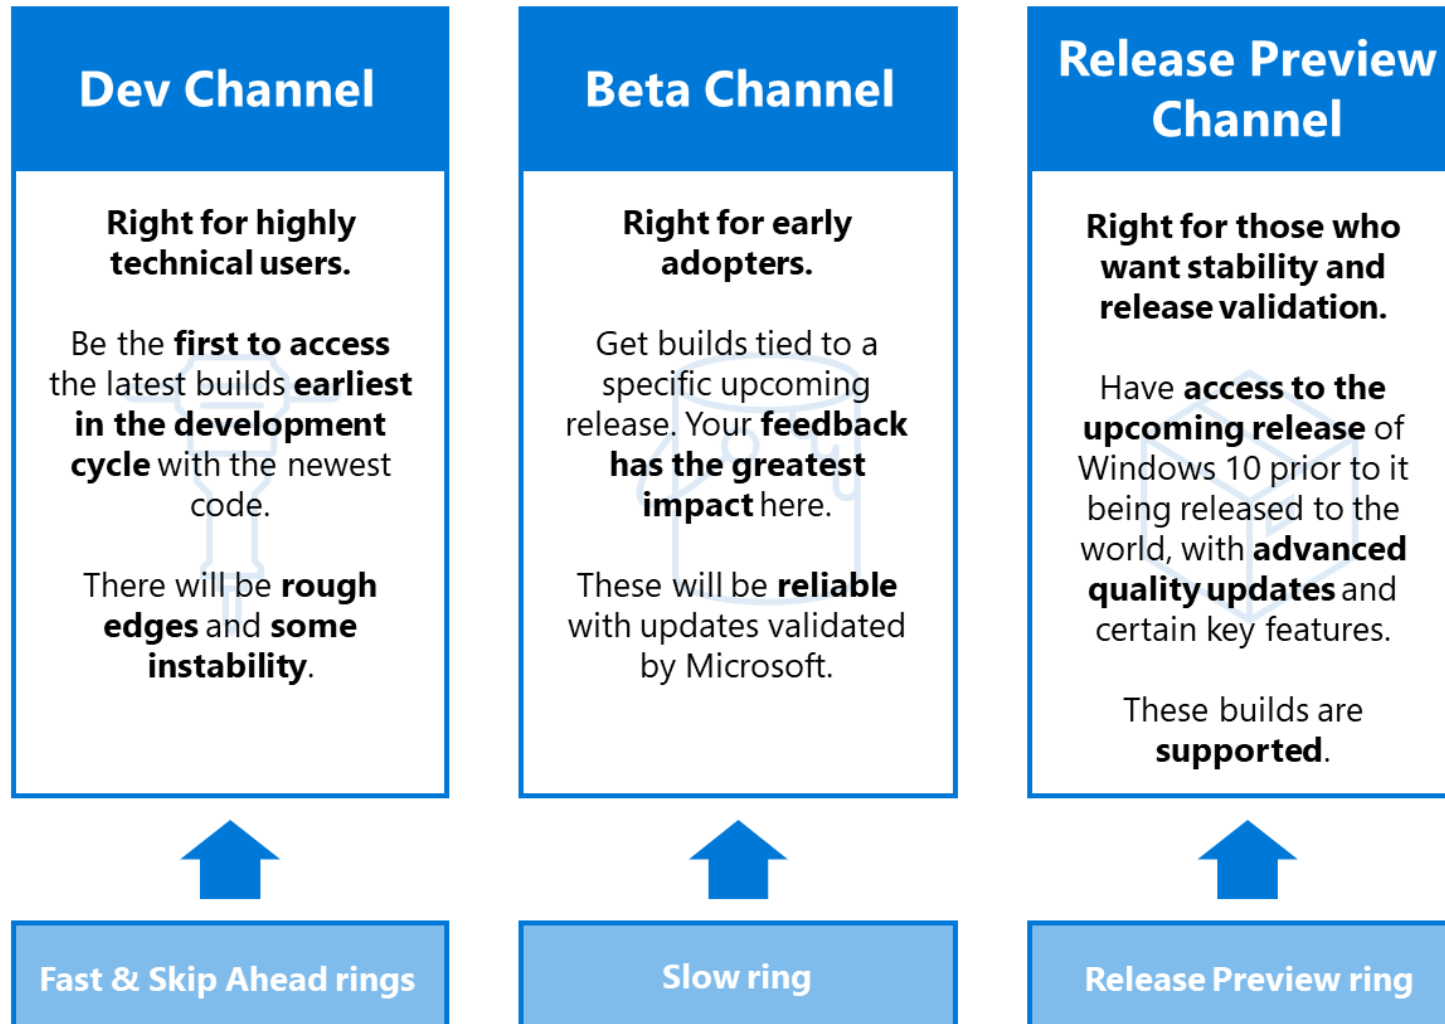 Dev Channel
Right for highly
technical users.
Be the first to access
the latest builds earliest
in the development
cycle with the newest
code.
There will be rough
edges and some
instability.
Fast & Skip Ahead rings
Beta Channel
Right for early
adopters.
Get builds tied to a
specific upcoming
release. Your feedback
has the greatest
impact here.
These will be reliable
with updates validated
by Microsoft.
Slow ring
Release Preview
Channel
Right for those who
want stability and
release validation.
Have access to the
upcoming release of
Windows 10 prior to it
being released to the
world, with advanced
quality updates and
certain key features.
These builds are
supported.
Release Preview ring